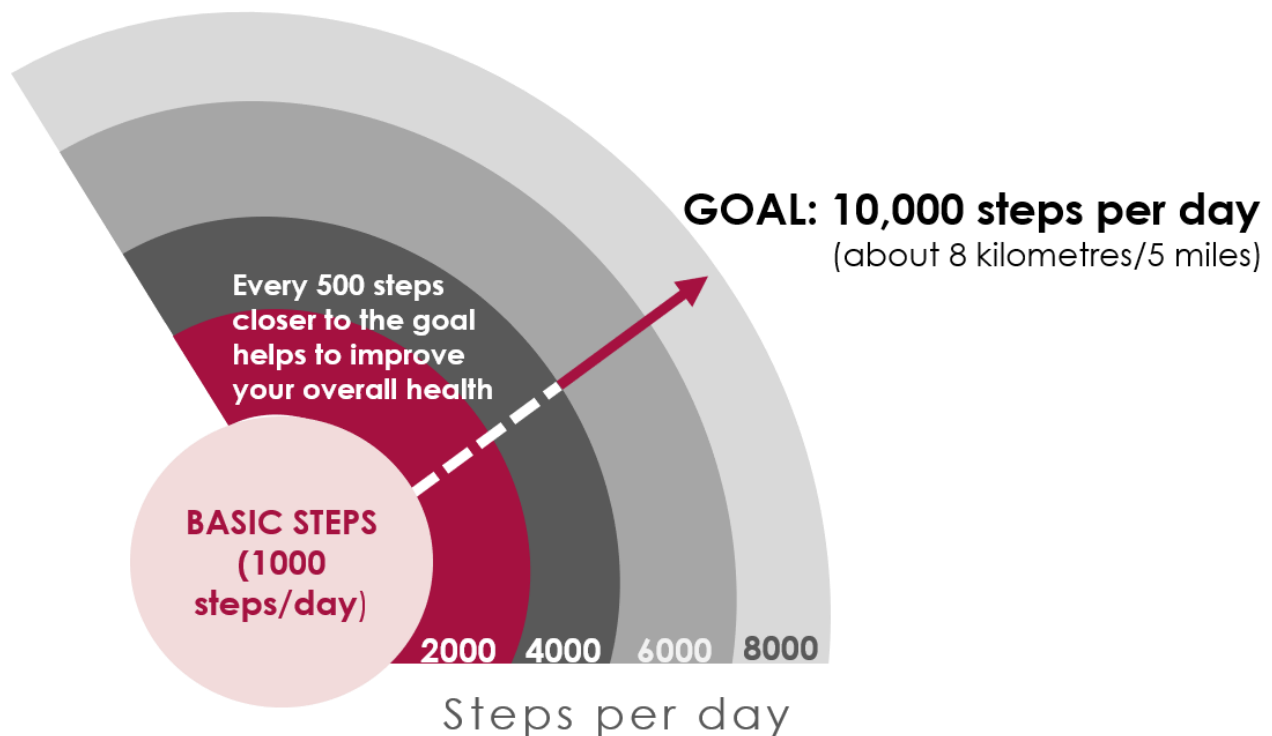 GOAL: 10,000 steps per day
(about 8 kilometres/5 miles)
Every 500 steps
closer to the goal
helps to improve
your overall health
BASIC STEPS
(1000
steps/day)
2000 4000 6000 8000
Steps per day